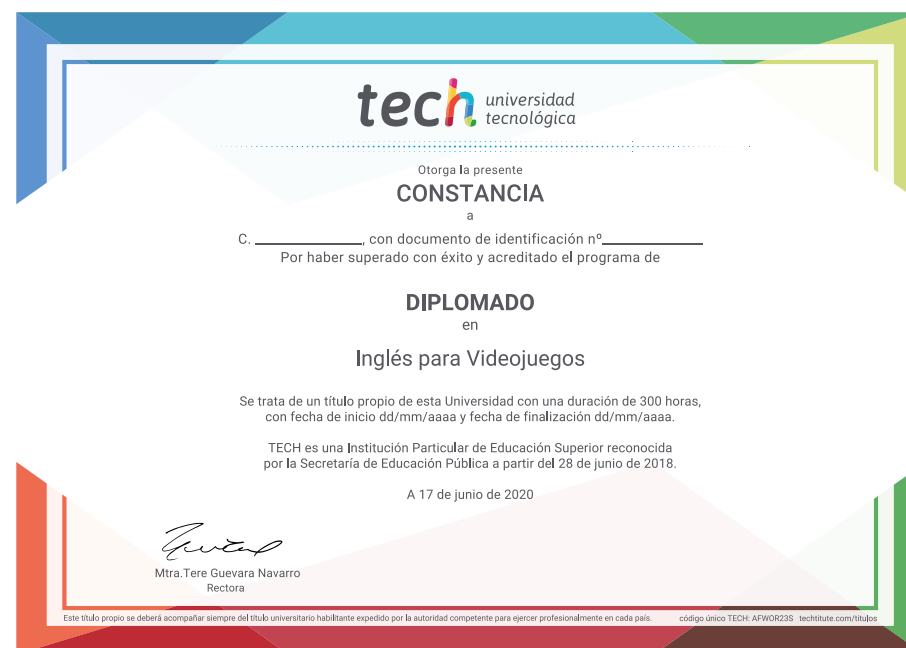 tech universidad
tecnológica
Otorga la presente
CONSTANCIA
a
C. ____________, con documento de identificación nº____________
Por haber superado con éxito y acreditado el programa de
DIPLOMADO
en
Inglés para Videojuegos
Se trata de un título propio de esta Universidad con una duración de 300 horas,
con fecha de inicio dd/mm/aaaa y fecha de finalización dd/mm/aaaa.
TECH es una Institución Particular de Educación Superior reconocida
por la Secretaría de Educación Pública a partir del 28 de junio de 2018.
A 17 de junio de 2020
Mtra.Tere Guevara Navarro
Rectora
Este título propio se deberá acompañar siempre del título universitario habilitante expedido por la autoridad competente para ejercer profesionalmente en cada país. código único TECH: AFWOR23S techtitute.com/titulos